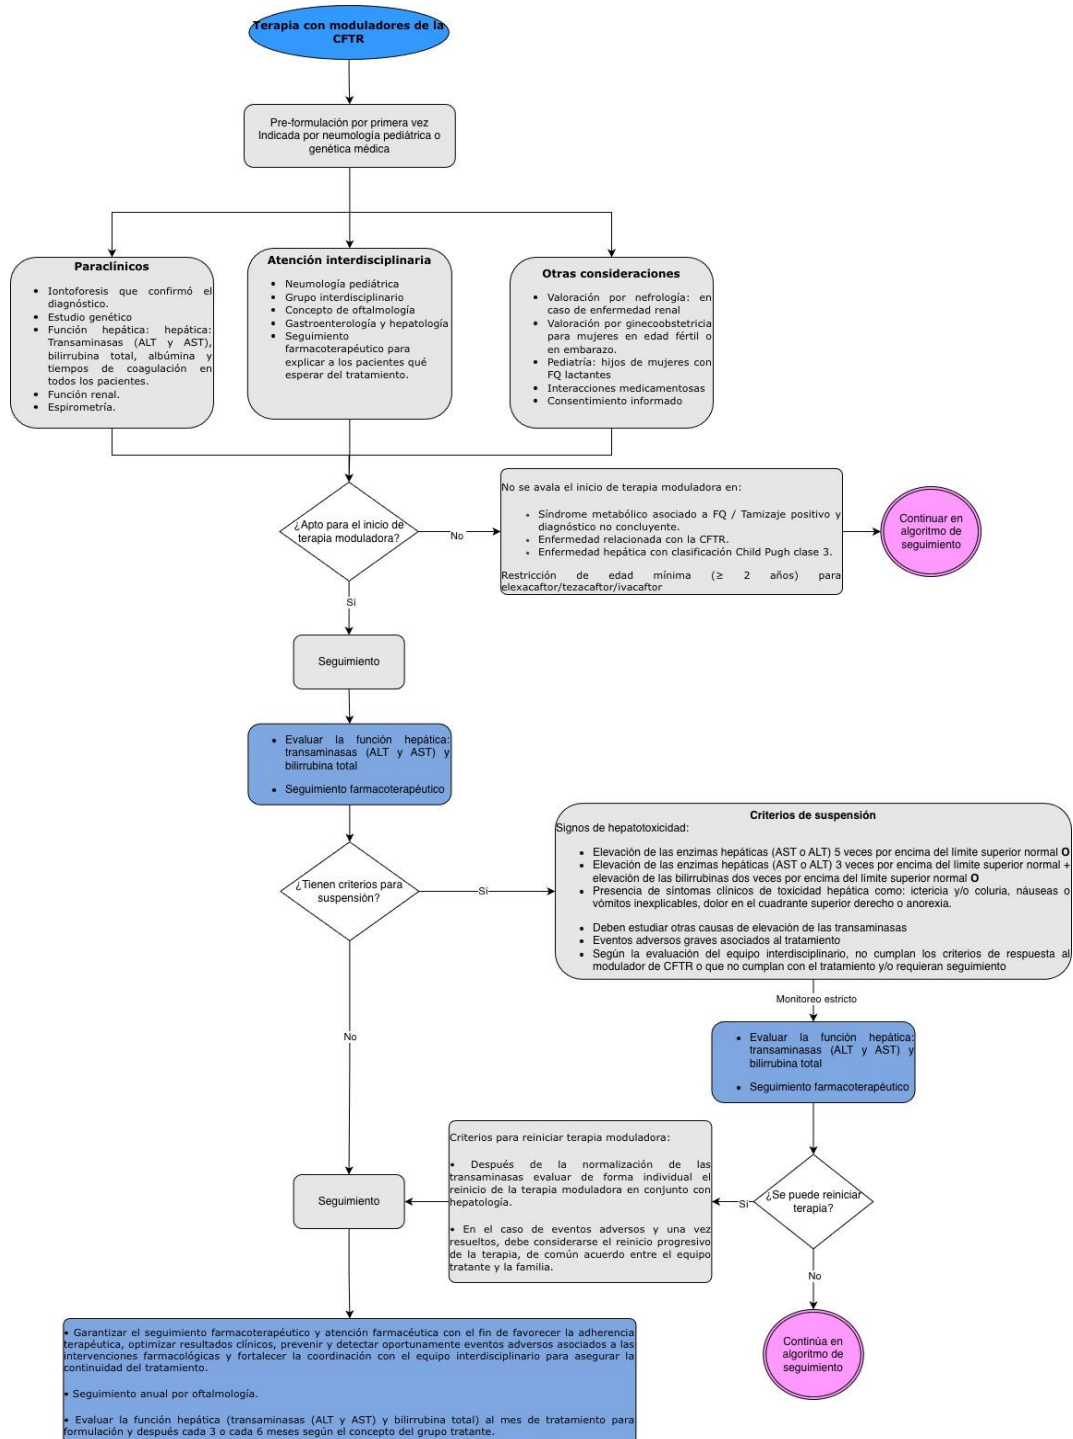 Terapia con moduladores de la
CFTR
Pre-formulación por primera vez
Indicada por neumología pediátrica o
genética médica
Paraclínicos
• Iontoforesis que confirmó el
diagnóstico.
• Estudio genético
• Función hepática: hepática:
Transaminasas (ALT y AST),
bilirrubina total, albúmina y
tiempos de coagulación en
todos los pacientes.
• Función renal.
• Espirometría.
Atención interdisciplinaria
• Neumología pediátrica
• Grupo interdisciplinario
• Concepto de oftalmología
• Gastroenterología y hepatología
• Seguimiento
farmacoterapéutico para
explicar a los pacientes qué
esperar del tratamiento.
Otras consideraciones
• Valoración por nefrología: en
caso de enfermedad renal
• Valoración por ginecoobstetricia
para mujeres en edad fértil o
en embarazo.
• Pediatría: hijos de mujeres con
FQ lactantes
• Interacciones medicamentosas
• Consentimiento informado
¿Apto para el inicio de
terapia moduladora?
No
No se avala el inicio de terapia moduladora en:
• Síndrome metabólico asociado a FQ / Tamizaje positivo y
diagnóstico no concluyente.
• Enfermedad relacionada con la CFTR.
• Enfermedad hepática con clasificación Child Pugh clase 3.
Restricción de edad mínima (≥ 2 años) para
elexacaftor/tezacaftor/ivacaftor
Continuar en
algoritmo de
seguimiento
Si
Seguimiento
• Evaluar la función hepática:
transaminasas (ALT y AST) y
bilirrubina total
• Seguimiento farmacoterapéutico
¿Tienen criterios para
suspensión?
Si
Criterios de suspensión
Signos de hepatotoxicidad:
• Elevación de las enzimas hepáticas (AST o ALT) 5 veces por encima del límite superior normal O
• Elevación de las enzimas hepáticas (AST o ALT) 3 veces por encima del límite superior normal +
elevación de las bilirrubinas dos veces por encima del límite superior normal O
• Presencia de síntomas clínicos de toxicidad hepática como: ictericia y/o coluria, náuseas o
vómitos inexplicables, dolor en el cuadrante superior derecho o anorexia.
• Deben estudiar otras causas de elevación de las transaminasas
• Eventos adversos graves asociados al tratamiento
• Según la evaluación del equipo interdisciplinario, no cumplan los criterios de respuesta al
modulador de CFTR o que no cumplan con el tratamiento y/o requieran seguimiento
Monitoreo estricto
• Evaluar la función hepática:
transaminasas (ALT y AST) y
bilirrubina total
• Seguimiento farmacoterapéutico
No
¿Se puede reiniciar
terapia?
Sí
Criterios para reiniciar terapia moduladora:
• Después de la normalización de las
transaminasas evaluar de forma individual el
reinicio de la terapia moduladora en conjunto con
hepatología.
• En el caso de eventos adversos y una vez
resueltos, debe considerarse el reinicio progresivo
de la terapia, de común acuerdo entre el equipo
tratante y la familia.
Seguimiento
No
Continúa en
algoritmo de
seguimiento
• Garantizar el seguimiento farmacoterapéutico y atención farmacéutica con el fin de favorecer la adherencia
terapéutica, optimizar resultados clínicos, prevenir y detectar oportunamente eventos adversos asociados a las
intervenciones farmacológicas y fortalecer la coordinación con el equipo interdisciplinario para asegurar la
continuidad del tratamiento.
• Seguimiento anual por oftalmología.
• Evaluar la función hepática (transaminasas (ALT y AST) y bilirrubina total) al mes de tratamiento para
formulación y después cada 3 o cada 6 meses según el concepto del grupo tratante.